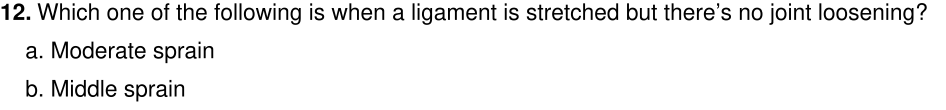 12. Which one of the following is when a ligament is stretched but there's no joint loosening?
a. Moderate sprain
b. Middle sprain